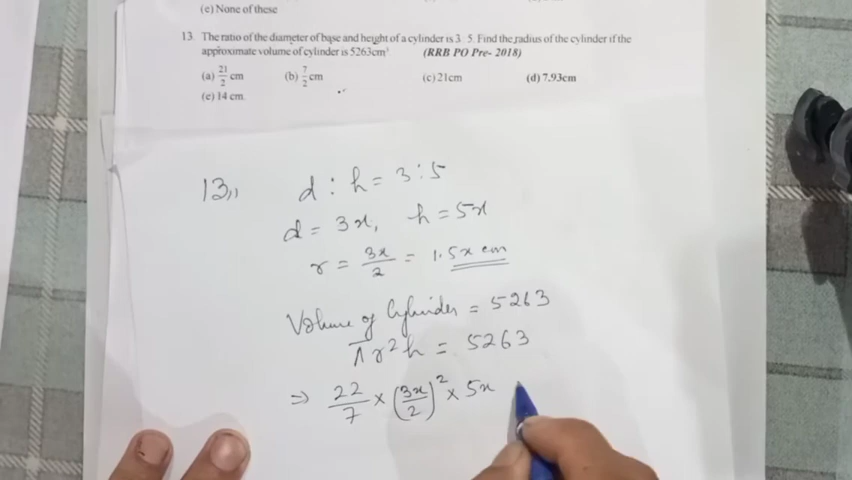 (e) None of these
13. The ratio of the diameter of base and height of a cylinder is 3 : 5. Find the radius of the cylinder if the
approximate volume of cylinder is 5263cm³ (RRB PO Pre- 2018)
(a) 21/2 cm (b) 7/2 cm (c) 21cm (d) 7.93cm
(e) 14 cm.
13,, d : h = 3 : 5
d = 3x, h = 5x
r = 3x/2 = 1.5x cm
Volume of Cylinder = 5263
πr²h = 5263
⇒ 22/7 × (3x/2)² × 5x